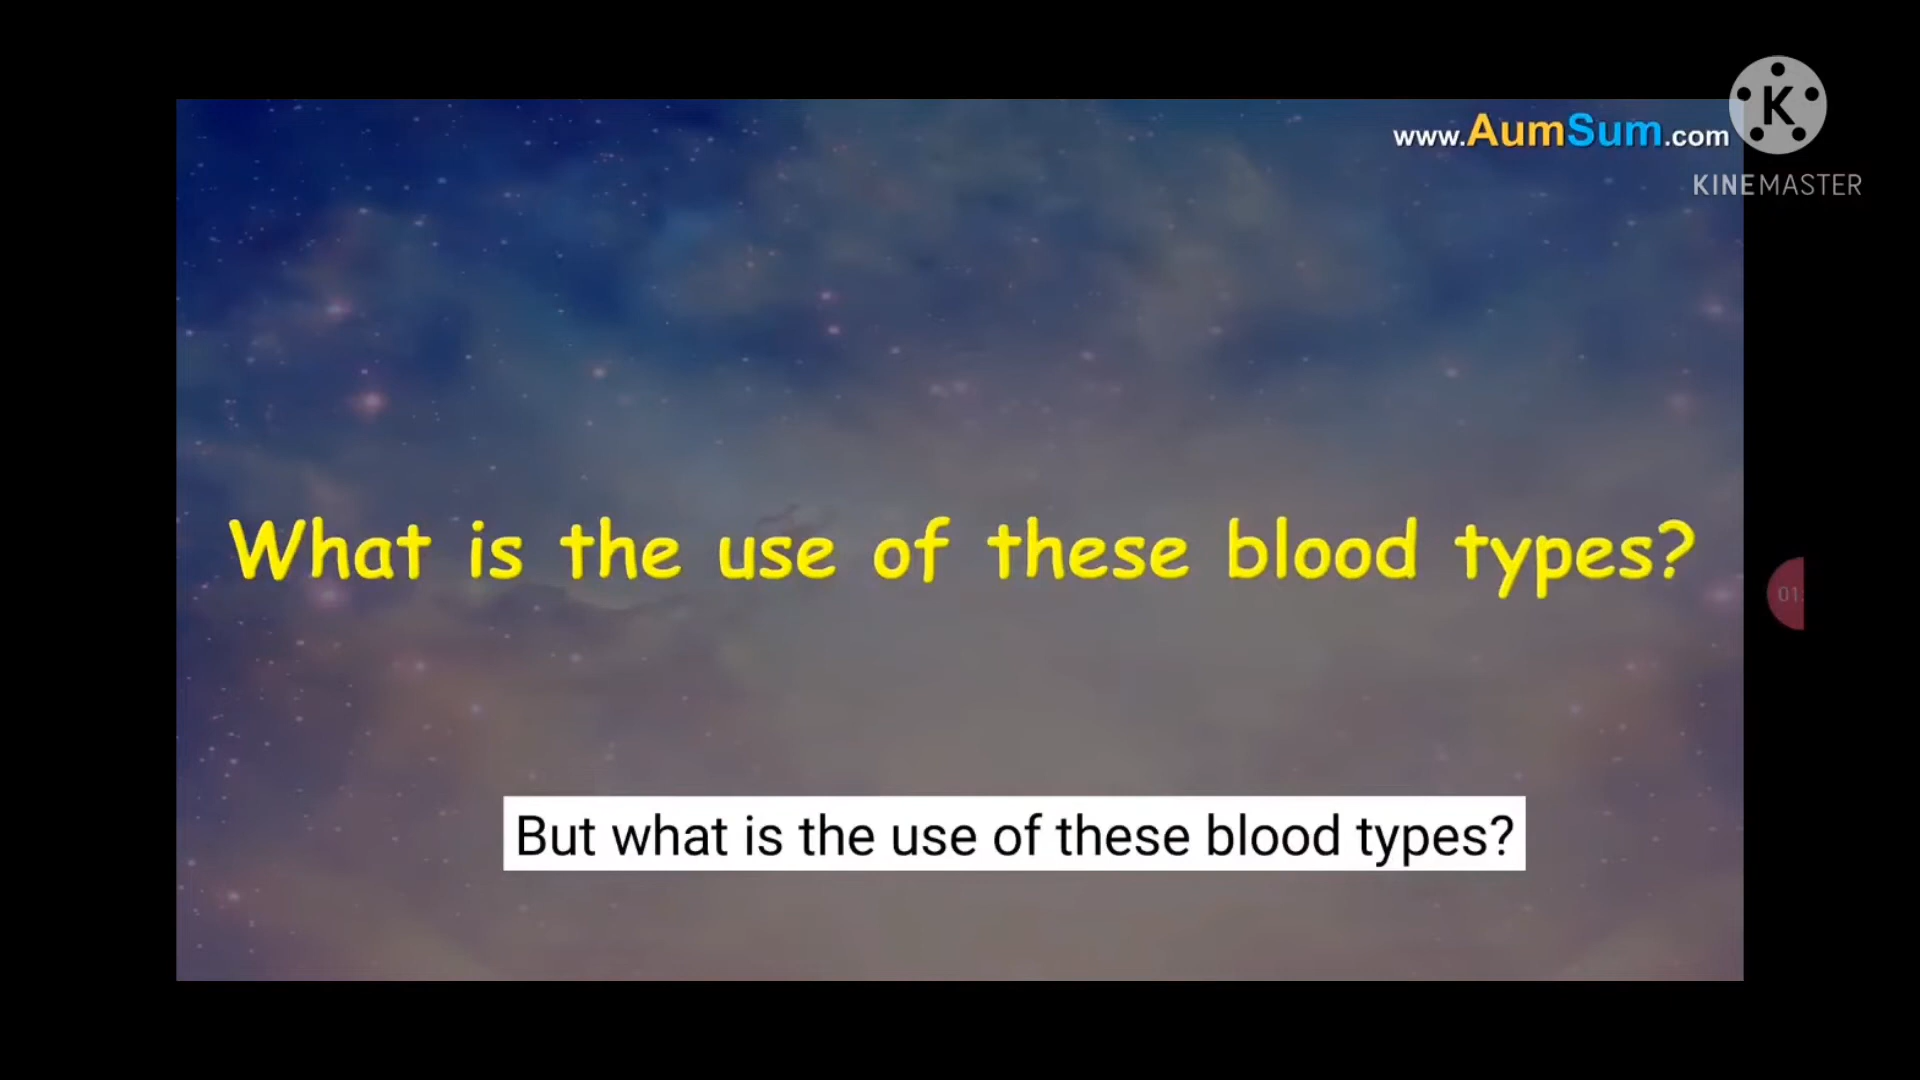 www.AumSum.com
K
KINEMASTER
What is the use of these blood types?
01
But what is the use of these blood types?